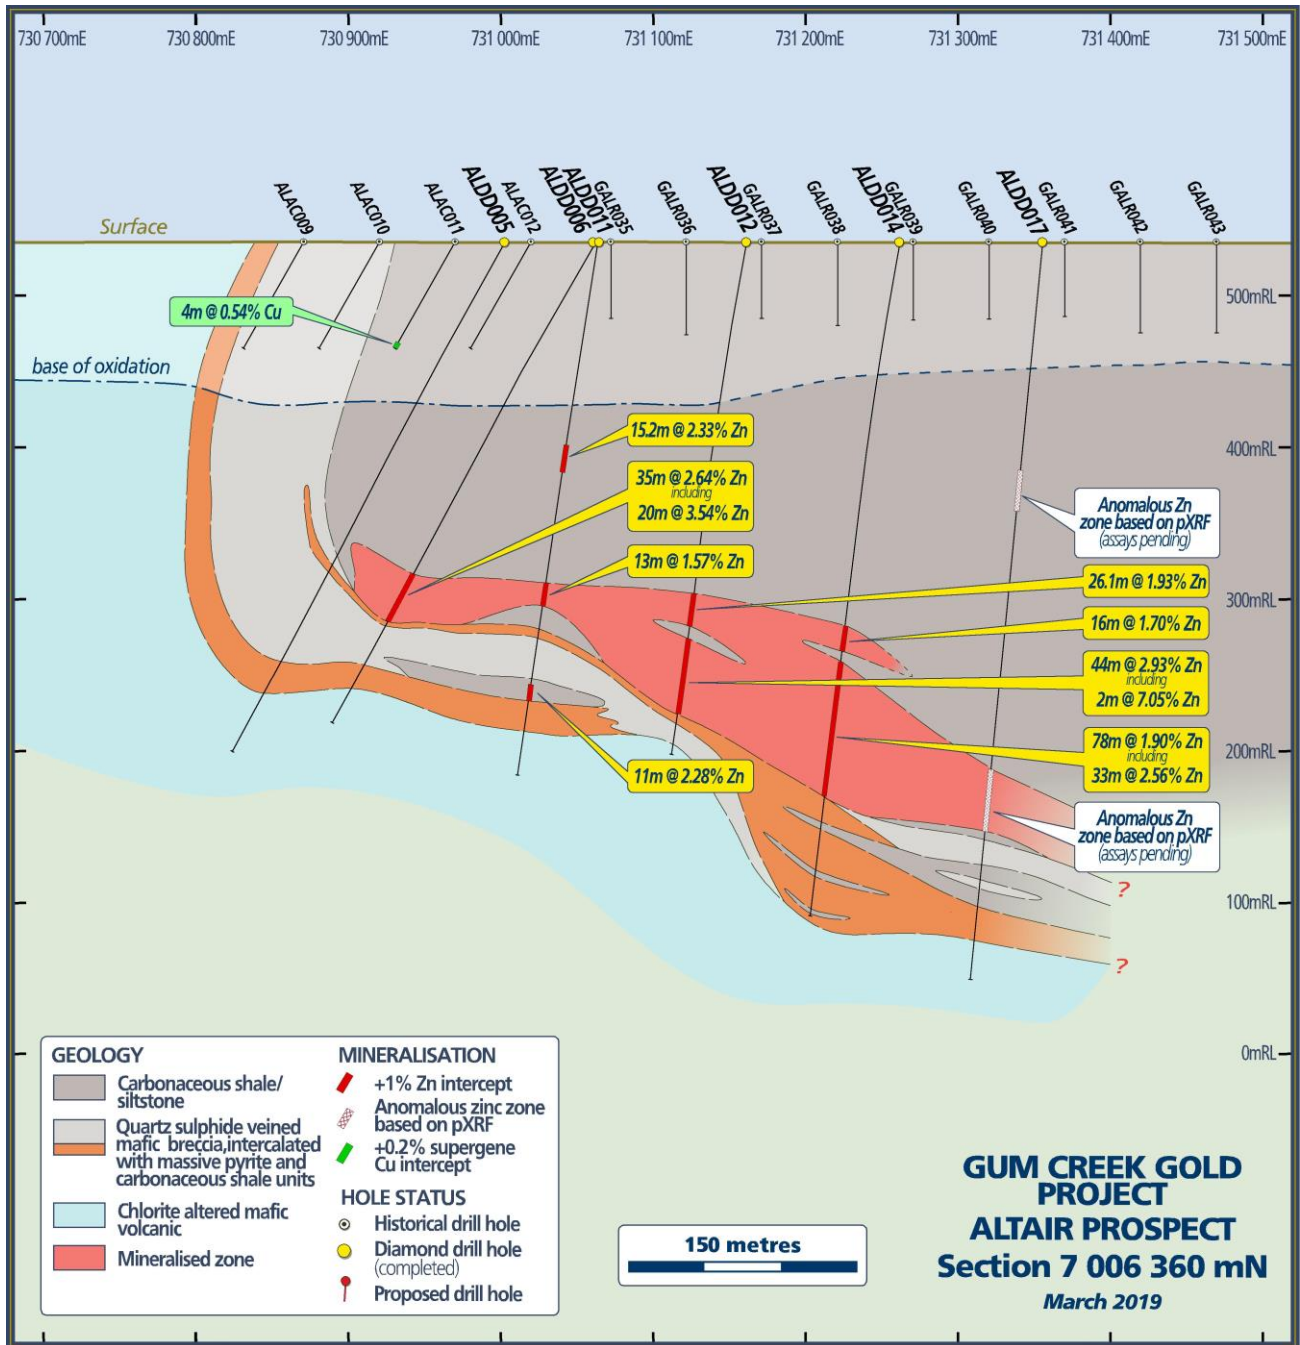 730 700mE
730 800mE
730 900mE
731 000mE
731 100mE
731 200mE
731 300mE
731 400mE
731 500mE
ALAC009
ALAC010
ALAC011
ALDD005
ALAC012
ALDD006
ALDD011
GALR035
GALR036
ALDD012
GALR037
GALR038
ALDD014
GALR039
GALR040
ALDD017
GALR041
GALR042
GALR043
Surface
500mRL
4m @ 0.54% Cu
base of oxidation
400mRL
15.2m @ 2.33% Zn
35m @ 2.64% Zn
including
20m @ 3.54% Zn
Anomalous Zn
zone based on pXRF
(assays pending)
13m @ 1.57% Zn
26.1m @ 1.93% Zn
300mRL
16m @ 1.70% Zn
44m @ 2.93% Zn
including
2m @ 7.05% Zn
78m @ 1.90% Zn
including
33m @ 2.56% Zn
200mRL
11m @ 2.28% Zn
Anomalous Zn
zone based on pXRF
(assays pending)
?
100mRL
?
0mRL
GEOLOGY
Carbonaceous shale/
siltstone
Quartz sulphide veined
mafic breccia,intercalated
with massive pyrite and
carbonaceous shale units
Chlorite altered mafic
volcanic
Mineralised zone
MINERALISATION
+1% Zn intercept
Anomalous zinc zone
based on pXRF
+0.2% supergene
Cu intercept
HOLE STATUS
Historical drill hole
Diamond drill hole
(completed)
Proposed drill hole
150 metres
GUM CREEK GOLD
PROJECT
ALTAIR PROSPECT
Section 7 006 360 mN
March 2019